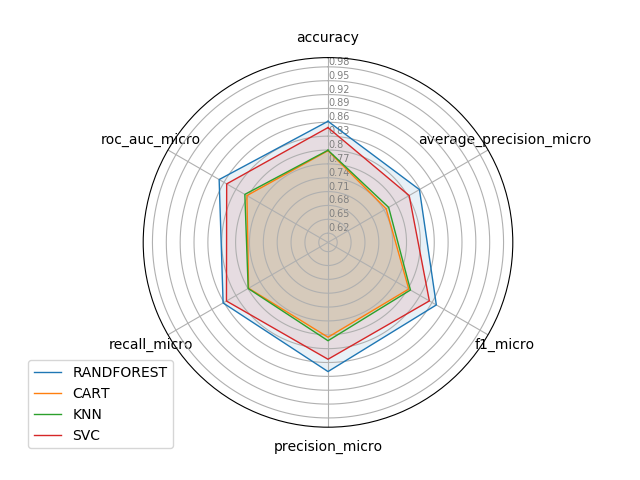 accuracy
0.98
0.95
0.92
0.89
0.86
0.83
0.8
0.77
0.74
0.71
0.68
0.65
0.62
roc_auc_micro
average_precision_micro
recall_micro
f1_micro
precision_micro
RANDFOREST
CART
KNN
SVC